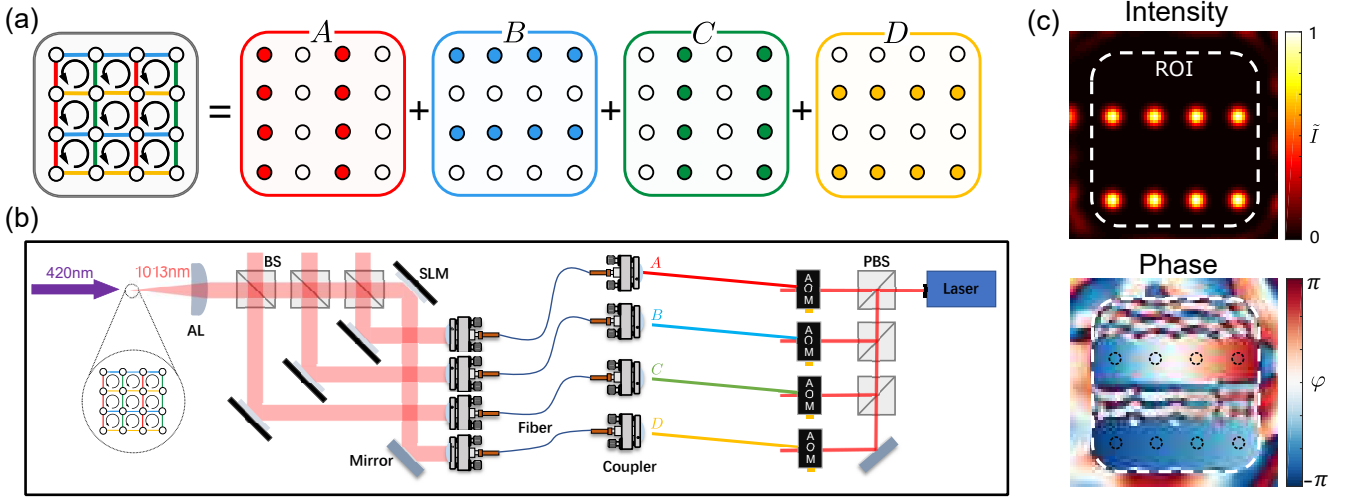 (a)
A
B
C
D
=
+
+
+
(b)
420nm
1013nm
AL
BS
SLM
Mirror
Fiber
Coupler
A
B
C
D
AOM
AOM
AOM
AOM
PBS
Laser
(c)
Intensity
ROI
1
Ĩ
0
Phase
π
φ
-π